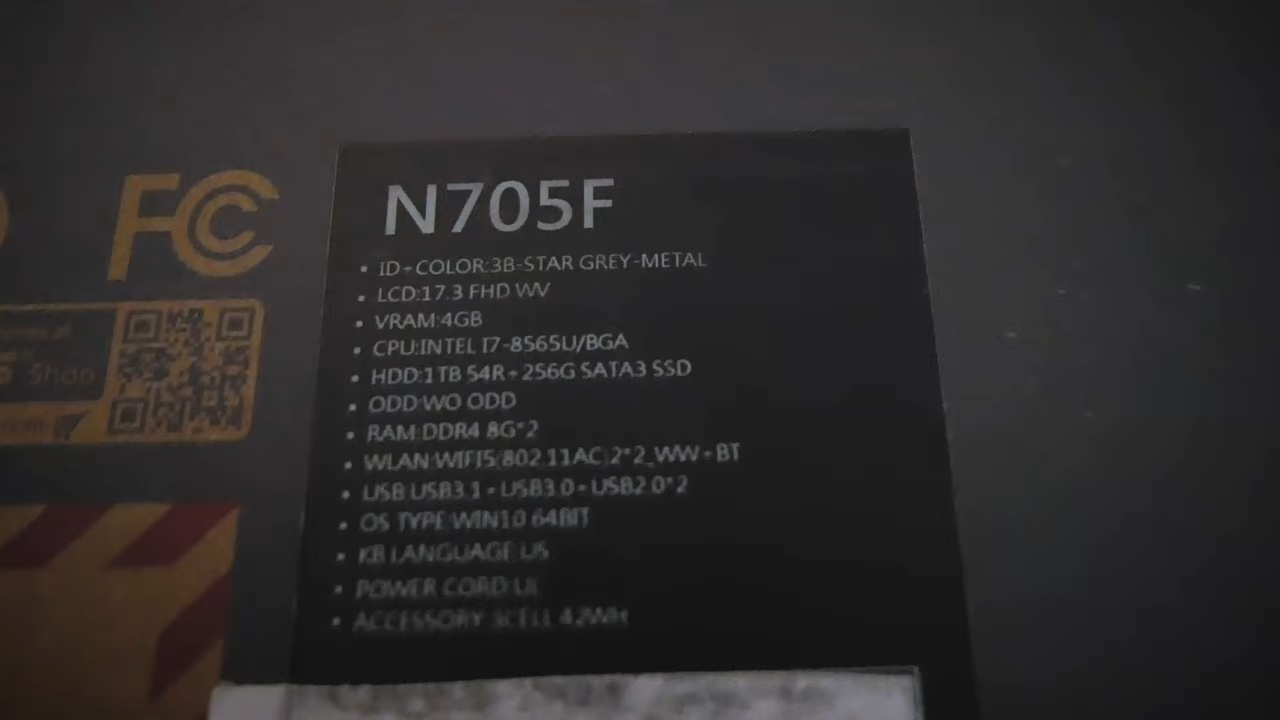 FC
N705F
• ID+COLOR:3B-STAR GREY-METAL
• LCD:17.3 FHD WV
• VRAM:4GB
• CPU:INTEL I7-8565U/BGA
• HDD:1TB 54R+256G SATA3 SSD
• ODD:WO ODD
• RAM:DDR4 8G*2
• WLAN:WIFI5(802.11AC)2*2_WW+BT
• USB:USB3.1+USB3.0+USB2.0*2
• OS TYPE:WIN10 64BIT
• KB LANGUAGE:US
• POWER CORD:
• ACCESSORY:3CELL 42WH
Shop